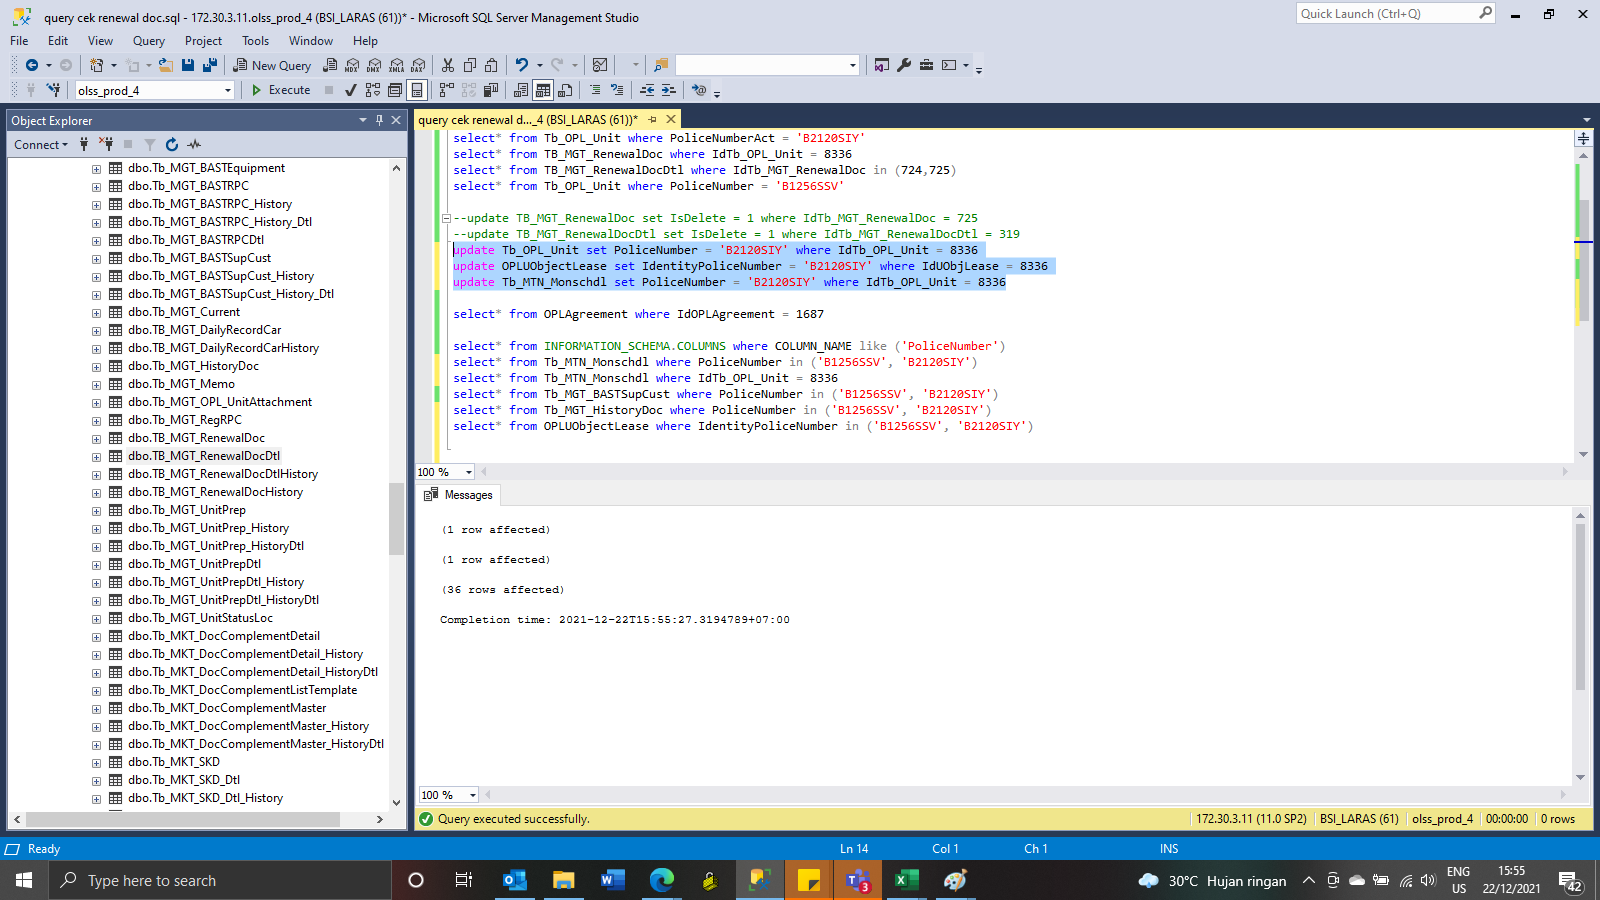 query cek renewal doc.sql - 172.30.3.11.olss_prod_4 (BSI_LARAS (61))* - Microsoft SQL Server Management Studio
Quick Launch (Ctrl+Q)
File Edit View Query Project Tools Window Help
New Query
MDX DMX XMLA DAX
olss_prod_4
Execute
Object Explorer
Connect
dbo.Tb_MGT_BASTEquipment
dbo.Tb_MGT_BASTRPC
dbo.Tb_MGT_BASTRPC_History
dbo.Tb_MGT_BASTRPC_History_Dtl
dbo.Tb_MGT_BASTRPCDtl
dbo.Tb_MGT_BASTSupCust
dbo.Tb_MGT_BASTSupCust_History
dbo.Tb_MGT_BASTSupCust_History_Dtl
dbo.Tb_MGT_Current
dbo.TB_MGT_DailyRecordCar
dbo.TB_MGT_DailyRecordCarHistory
dbo.Tb_MGT_HistoryDoc
dbo.Tb_MGT_Memo
dbo.Tb_MGT_OPL_UnitAttachment
dbo.Tb_MGT_RegRPC
dbo.TB_MGT_RenewalDoc
dbo.TB_MGT_RenewalDocDtl
dbo.TB_MGT_RenewalDocDtlHistory
dbo.TB_MGT_RenewalDocHistory
dbo.Tb_MGT_UnitPrep
dbo.Tb_MGT_UnitPrep_History
dbo.Tb_MGT_UnitPrep_HistoryDtl
dbo.Tb_MGT_UnitPrepDtl
dbo.Tb_MGT_UnitPrepDtl_History
dbo.Tb_MGT_UnitPrepDtl_HistoryDtl
dbo.Tb_MGT_UnitStatusLoc
dbo.Tb_MKT_DocComplementDetail
dbo.Tb_MKT_DocComplementDetail_History
dbo.Tb_MKT_DocComplementDetail_HistoryDtl
dbo.Tb_MKT_DocComplementListTemplate
dbo.Tb_MKT_DocComplementMaster
dbo.Tb_MKT_DocComplementMaster_History
dbo.Tb_MKT_DocComplementMaster_HistoryDtl
dbo.Tb_MKT_SKD
dbo.Tb_MKT_SKD_Dtl
dbo.Tb_MKT_SKD_Dtl_History
query cek renewal d..._4 (BSI_LARAS (61))*
select* from Tb_OPL_Unit where PoliceNumberAct = 'B2120SIY'
select* from TB_MGT_RenewalDoc where IdTb_OPL_Unit = 8336
select* from TB_MGT_RenewalDocDtl where IdTb_MGT_RenewalDoc in (724,725)
select* from Tb_OPL_Unit where PoliceNumber = 'B1256SSV'
--update TB_MGT_RenewalDoc set IsDelete = 1 where IdTb_MGT_RenewalDoc = 725
--update TB_MGT_RenewalDocDtl set IsDelete = 1 where IdTb_MGT_RenewalDocDtl = 319
update Tb_OPL_Unit set PoliceNumber = 'B2120SIY' where IdTb_OPL_Unit = 8336
update OPLUObjectLease set IdentityPoliceNumber = 'B2120SIY' where IdUObjLease = 8336
update Tb_MTN_Monschdl set PoliceNumber = 'B2120SIY' where IdTb_OPL_Unit = 8336
select* from OPLAgreement where IdOPLAgreement = 1687
select* from INFORMATION_SCHEMA.COLUMNS where COLUMN_NAME like ('PoliceNumber')
select* from Tb_MTN_Monschdl where PoliceNumber in ('B1256SSV', 'B2120SIY')
select* from Tb_MTN_Monschdl where IdTb_OPL_Unit = 8336
select* from Tb_MGT_BASTSupCust where PoliceNumber in ('B1256SSV', 'B2120SIY')
select* from Tb_MGT_HistoryDoc where PoliceNumber in ('B1256SSV', 'B2120SIY')
select* from OPLUObjectLease where IdentityPoliceNumber in ('B1256SSV', 'B2120SIY')
100 %
Messages
(1 row affected)
(1 row affected)
(36 rows affected)
Completion time: 2021-12-22T15:55:27.3194789+07:00
100 %
Query executed successfully.
172.30.3.11 (11.0 SP2) BSI_LARAS (61) olss_prod_4 00:00:00 0 rows
Ready
Ln 14 Col 1 Ch 1 INS
Type here to search
3
30°C Hujan ringan
ENG
US
15:55
22/12/2021
42